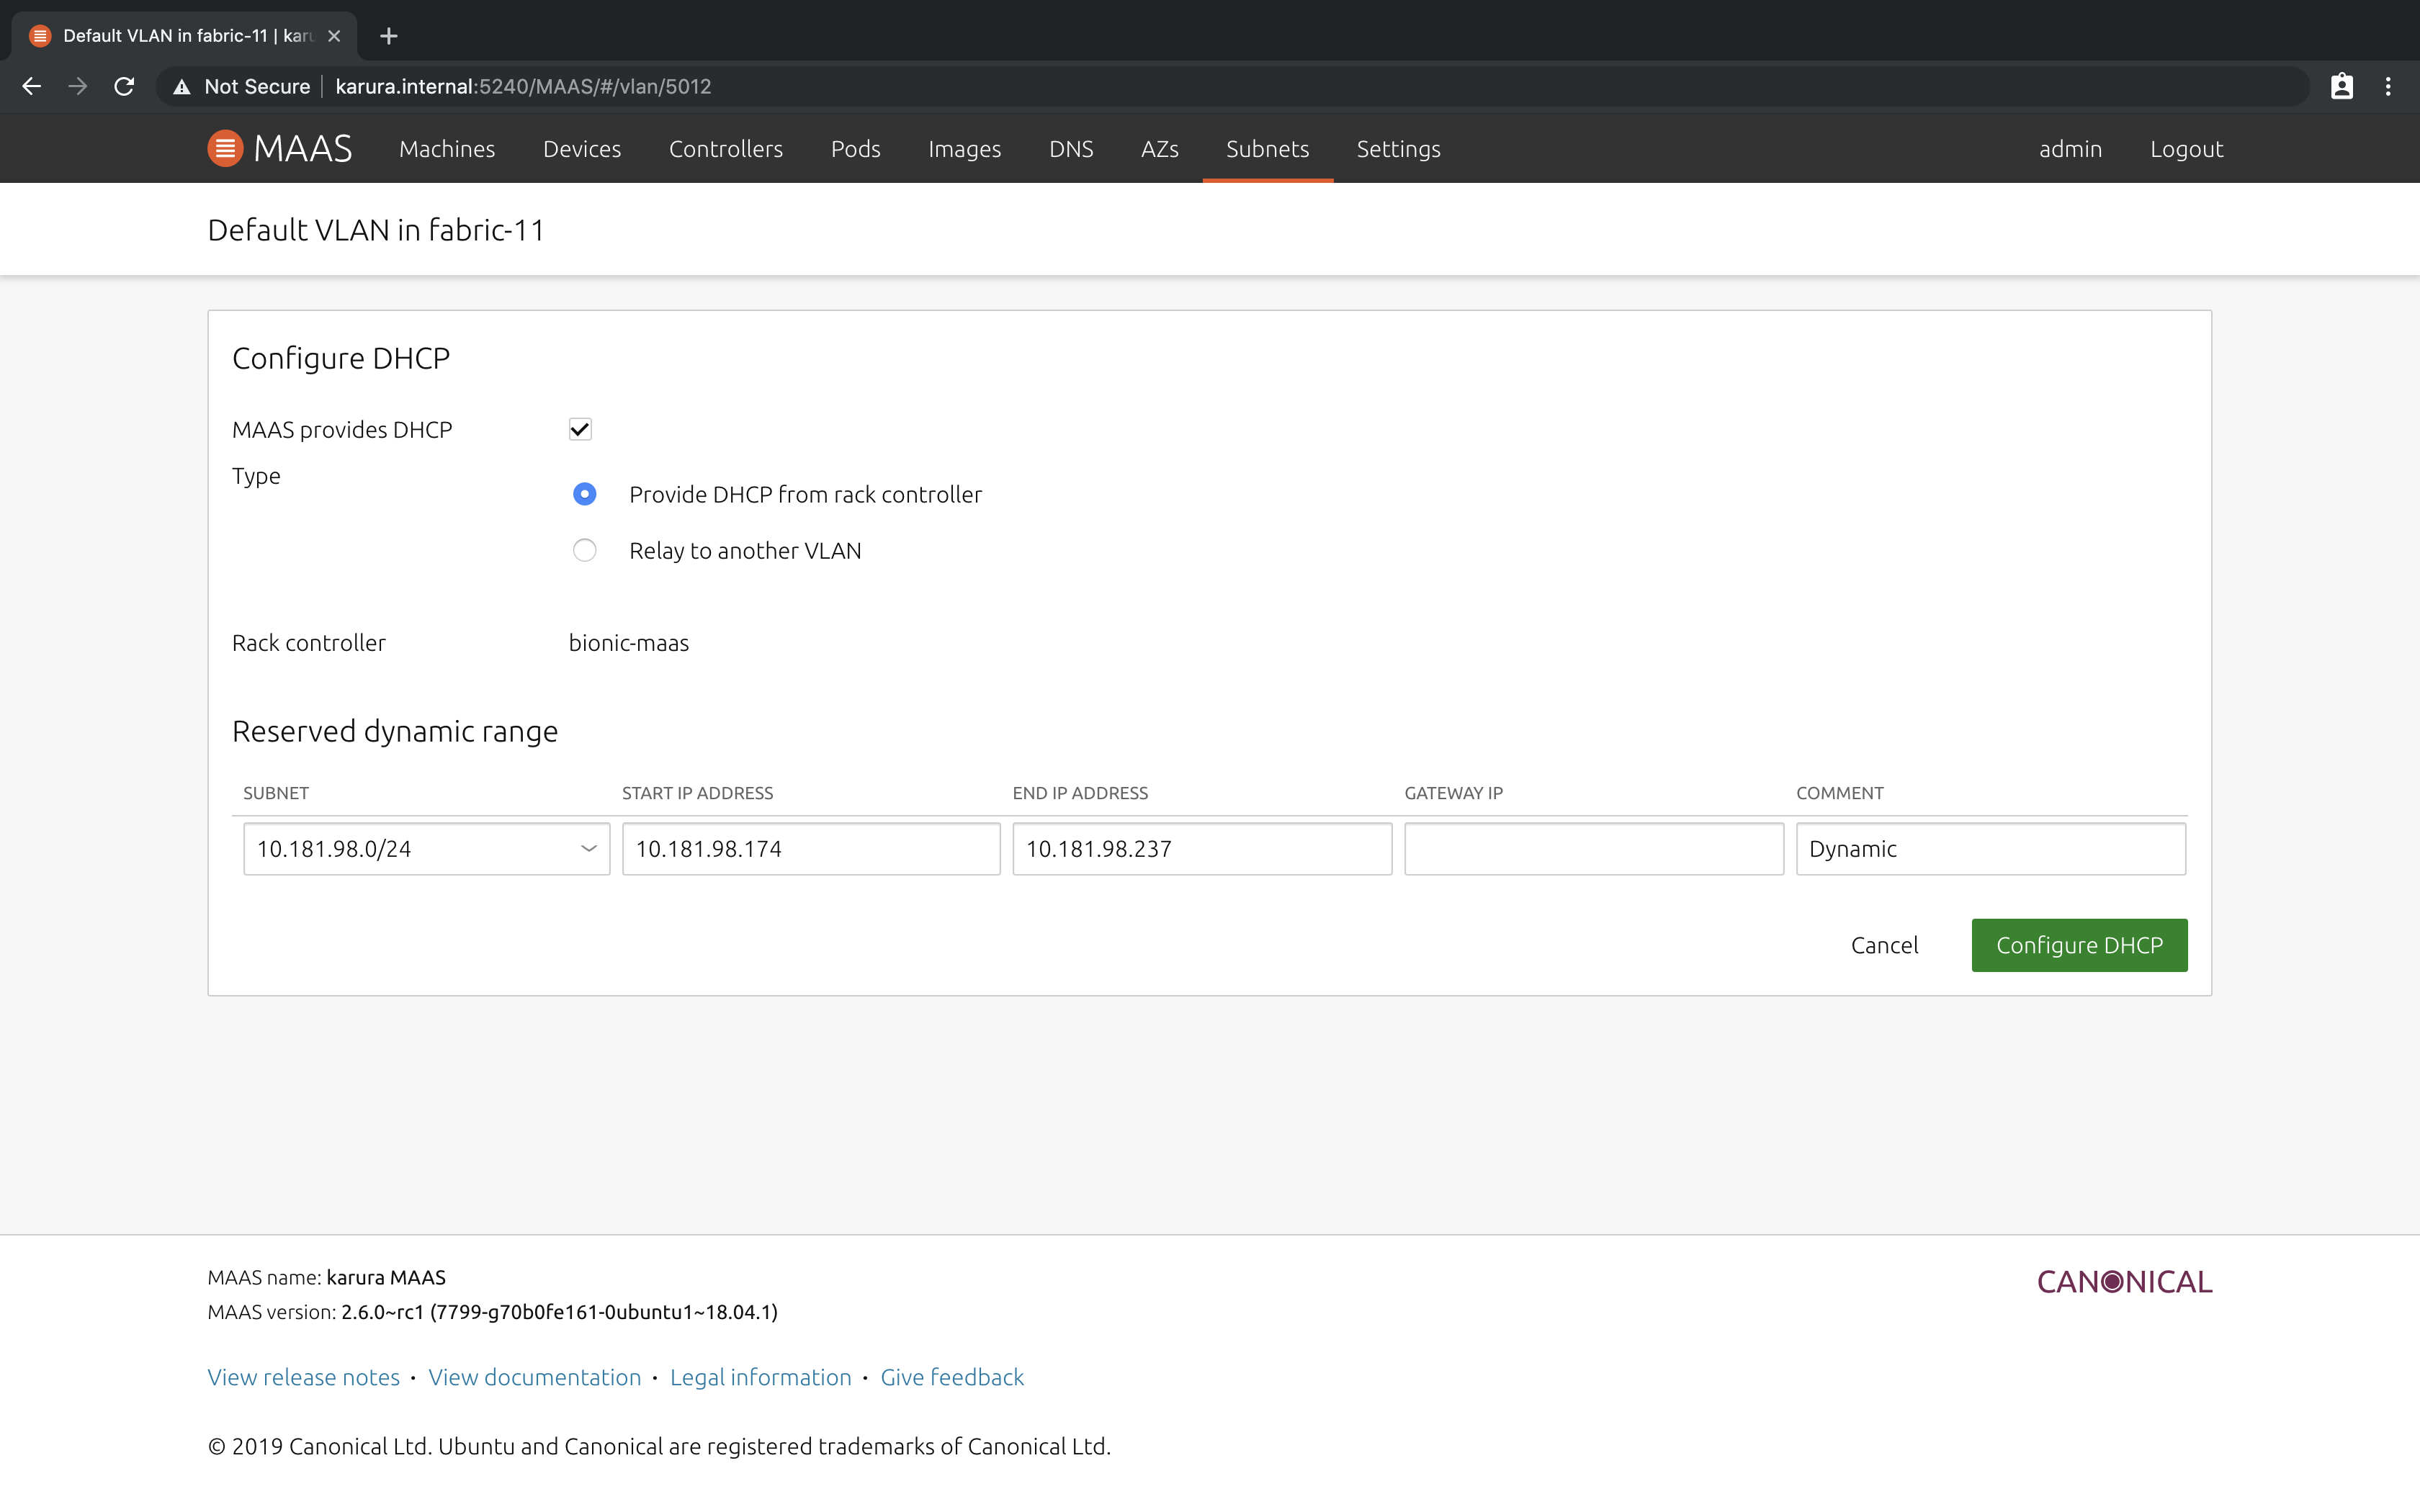 Default VLAN in fabric-11 | karu
Not Secure | karura.internal:5240/MAAS/#/vlan/5012
MAAS Machines Devices Controllers Pods Images DNS AZs Subnets Settings admin Logout
Default VLAN in fabric-11
Configure DHCP
MAAS provides DHCP
Type
Provide DHCP from rack controller
Relay to another VLAN
Rack controller bionic-maas
Reserved dynamic range
SUBNET START IP ADDRESS END IP ADDRESS GATEWAY IP COMMENT
10.181.98.0/24 10.181.98.174 10.181.98.237 Dynamic
Cancel Configure DHCP
MAAS name: karura MAAS
CANONICAL
MAAS version: 2.6.0~rc1 (7799-g70b0fe161-0ubuntu1~18.04.1)
View release notes · View documentation · Legal information · Give feedback
© 2019 Canonical Ltd. Ubuntu and Canonical are registered trademarks of Canonical Ltd.